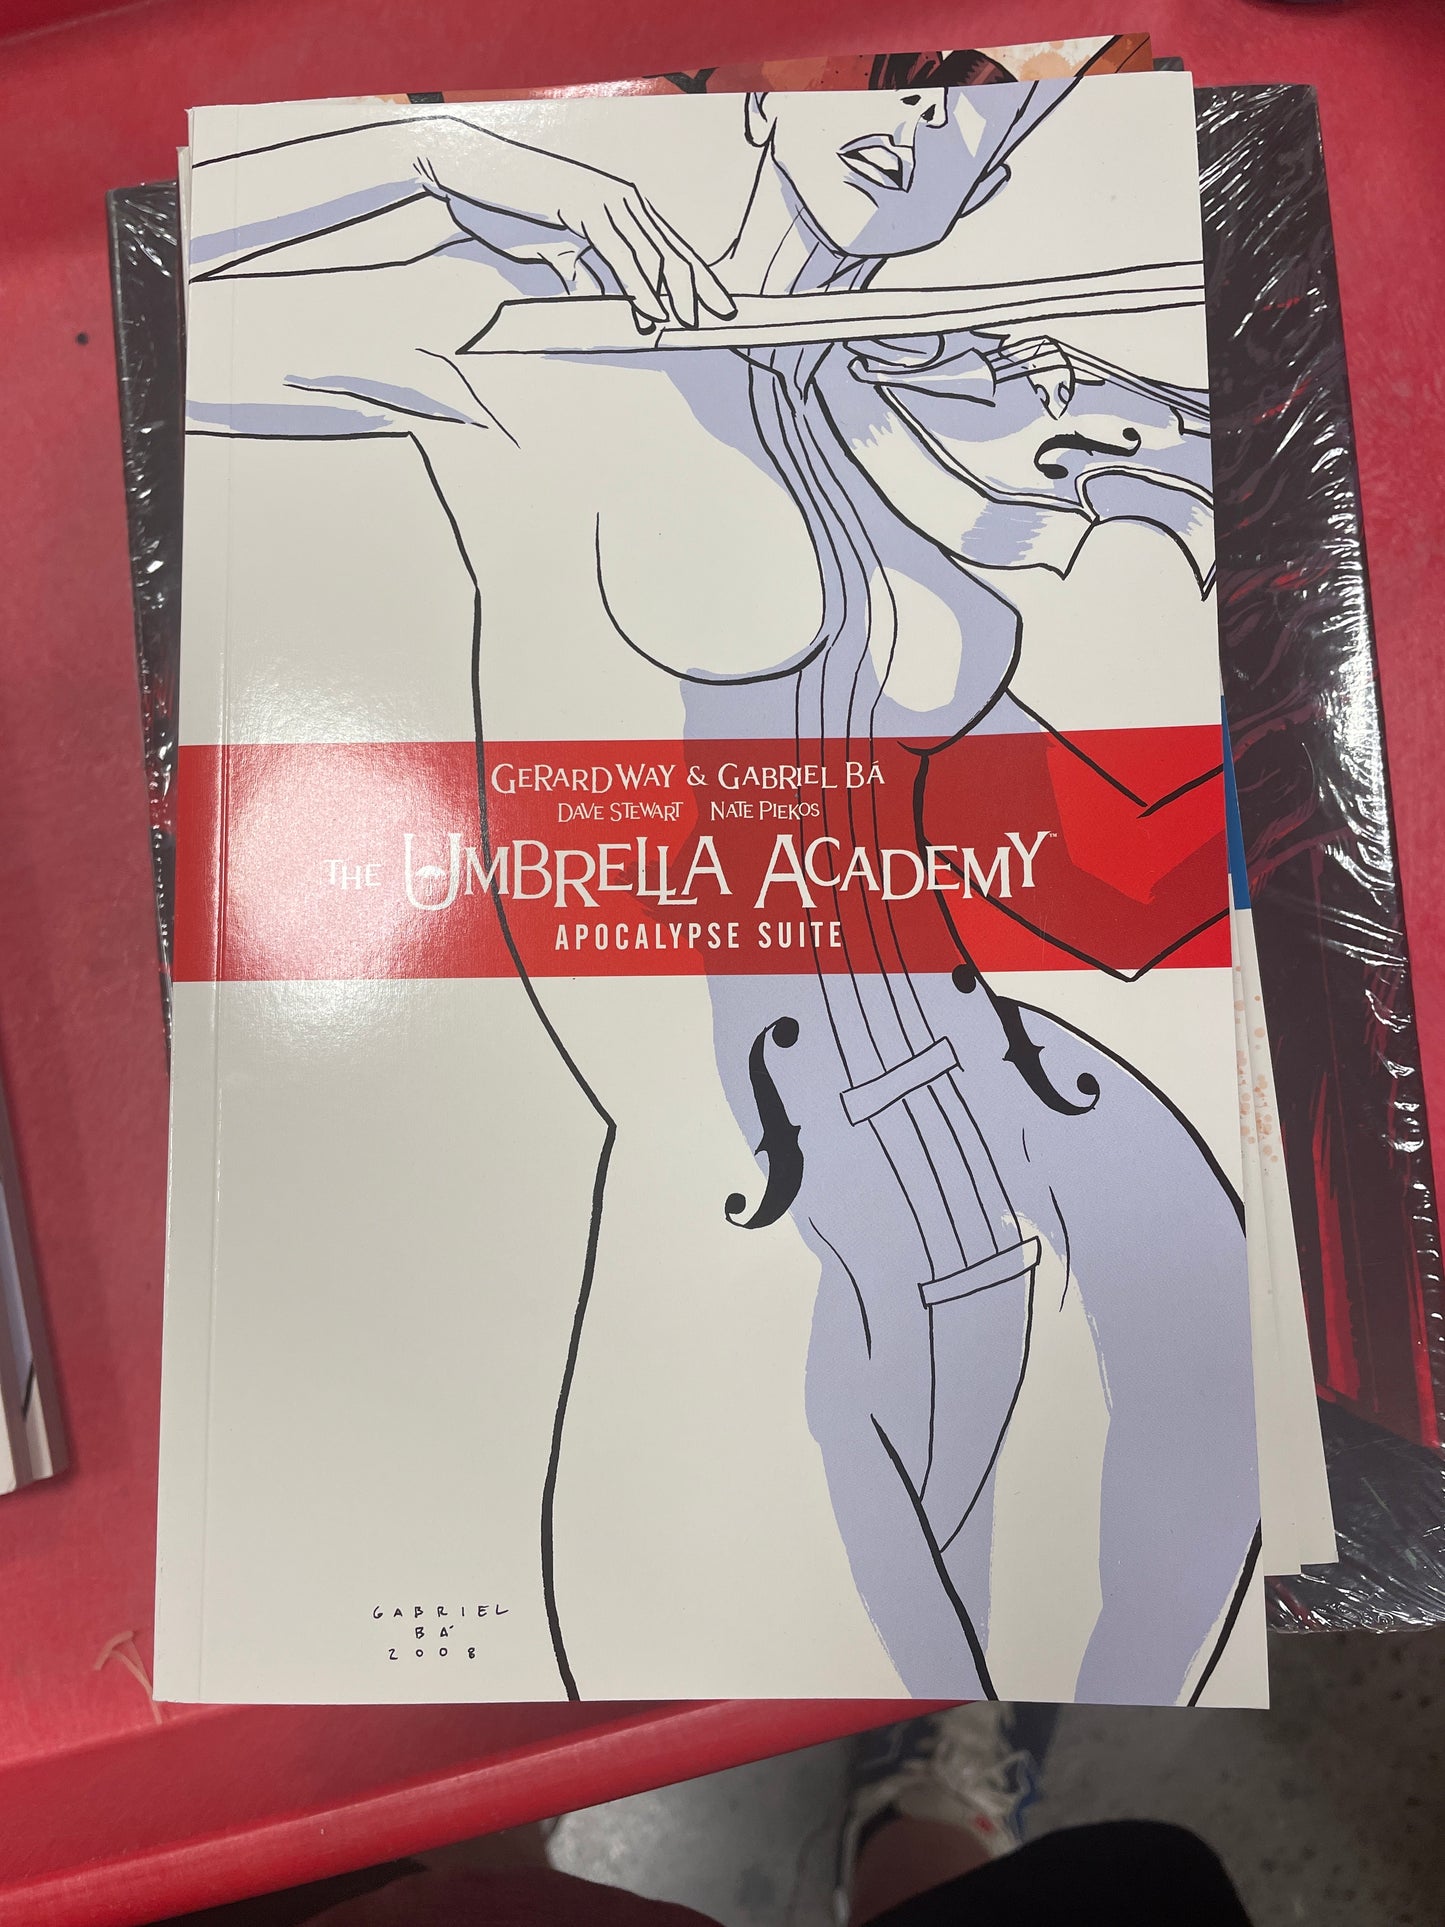 GERARD WAY & GABRIEL BÁ
DAVE STEWART NATE PIEKOS
THE UMBRELLA ACADEMY™
APOCALYPSE SUITE
GABRIEL
BÁ
2008